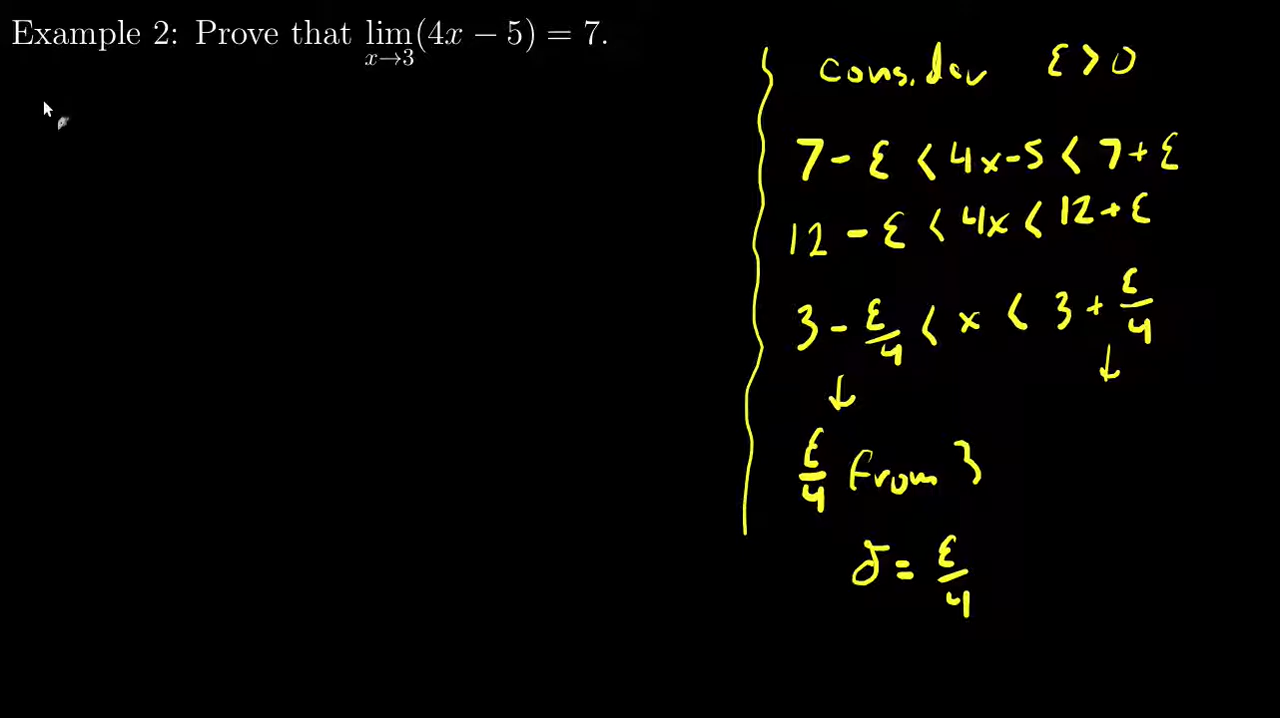 Example 2: Prove that lim x→3 (4x − 5) = 7.
consider ε > 0
7 - ε < 4x-5 < 7 + ε
12 - ε < 4x < 12 + ε
3 - ε/4 < x < 3 + ε/4
↓ ↓
ε/4 from 3
δ = ε/4